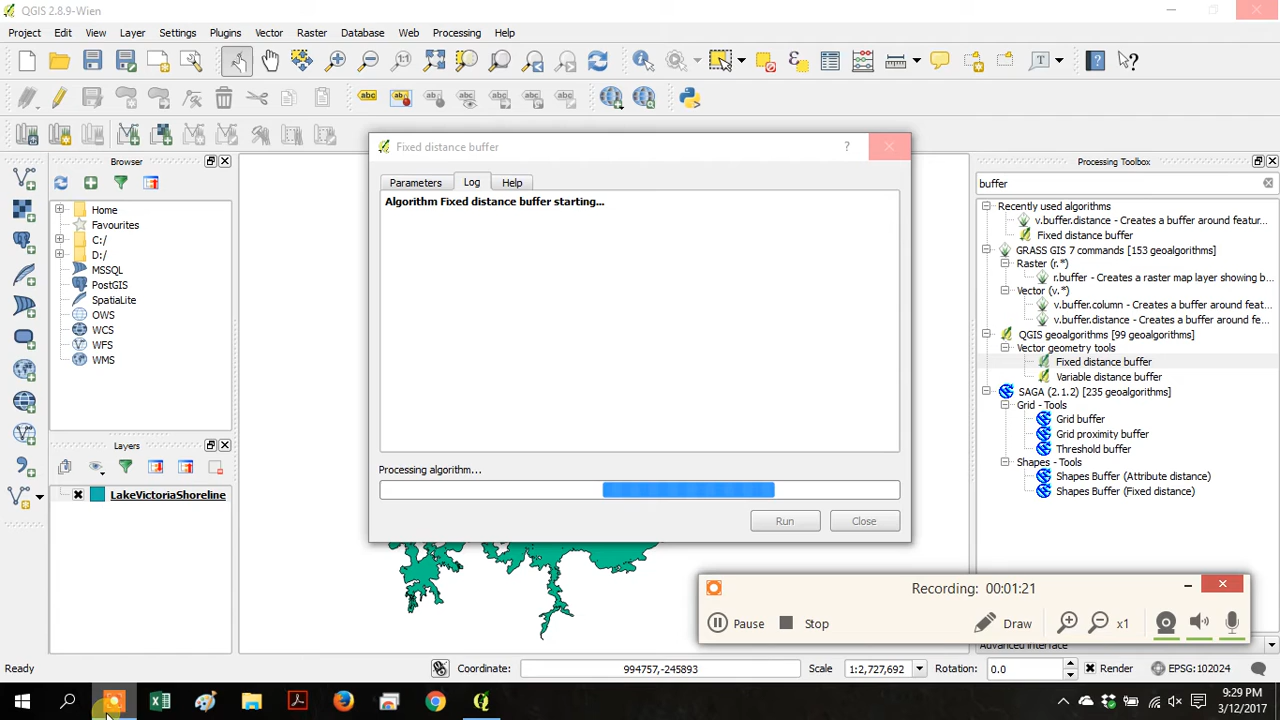 QGIS 2.8.9-Wien
Project Edit View Layer Settings Plugins Vector Raster Database Web Processing Help
Browser
Home
Favourites
C:/
D:/
MSSQL
PostGIS
SpatiaLite
OWS
WCS
WFS
WMS
Layers
LakeVictoriaShoreline
Fixed distance buffer
Parameters Log Help
Algorithm Fixed distance buffer starting...
Processing algorithm...
Run Close
Processing Toolbox
buffer
Recently used algorithms
v.buffer.distance - Creates a buffer around featur...
Fixed distance buffer
GRASS GIS 7 commands [153 geoalgorithms]
Raster (r.*)
r.buffer - Creates a raster map layer showing b...
Vector (v.*)
v.buffer.column - Creates a buffer around feat...
v.buffer.distance - Creates a buffer around fe...
QGIS geoalgorithms [99 geoalgorithms]
Vector geometry tools
Fixed distance buffer
Variable distance buffer
SAGA (2.1.2) [235 geoalgorithms]
Grid - Tools
Grid buffer
Grid proximity buffer
Threshold buffer
Shapes - Tools
Shapes Buffer (Attribute distance)
Shapes Buffer (Fixed distance)
Recording: 00:01:21
Pause Stop Draw x1
Advanced interface
Ready Coordinate: 994757,-245893 Scale 1:2,727,692 Rotation: 0.0 Render EPSG:102024
9:29 PM
3/12/2017